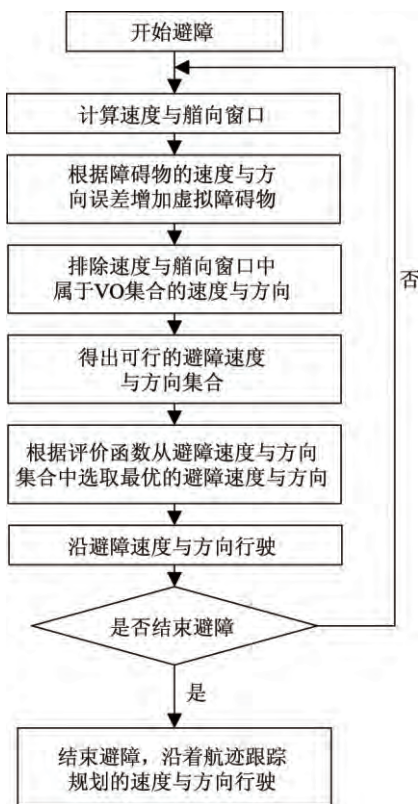 开始避障
计算速度与艏向窗口
根据障碍物的速度与方
向误差增加虚拟障碍物
排除速度与艏向窗口中
属于VO集合的速度与方向
否
得出可行的避障速度
与方向集合
根据评价函数从避障速度与方向
集合中选取最优的避障速度与方向
沿避障速度与方向行驶
是否结束避障
是
结束避障，沿着航迹跟踪
规划的速度与方向行驶